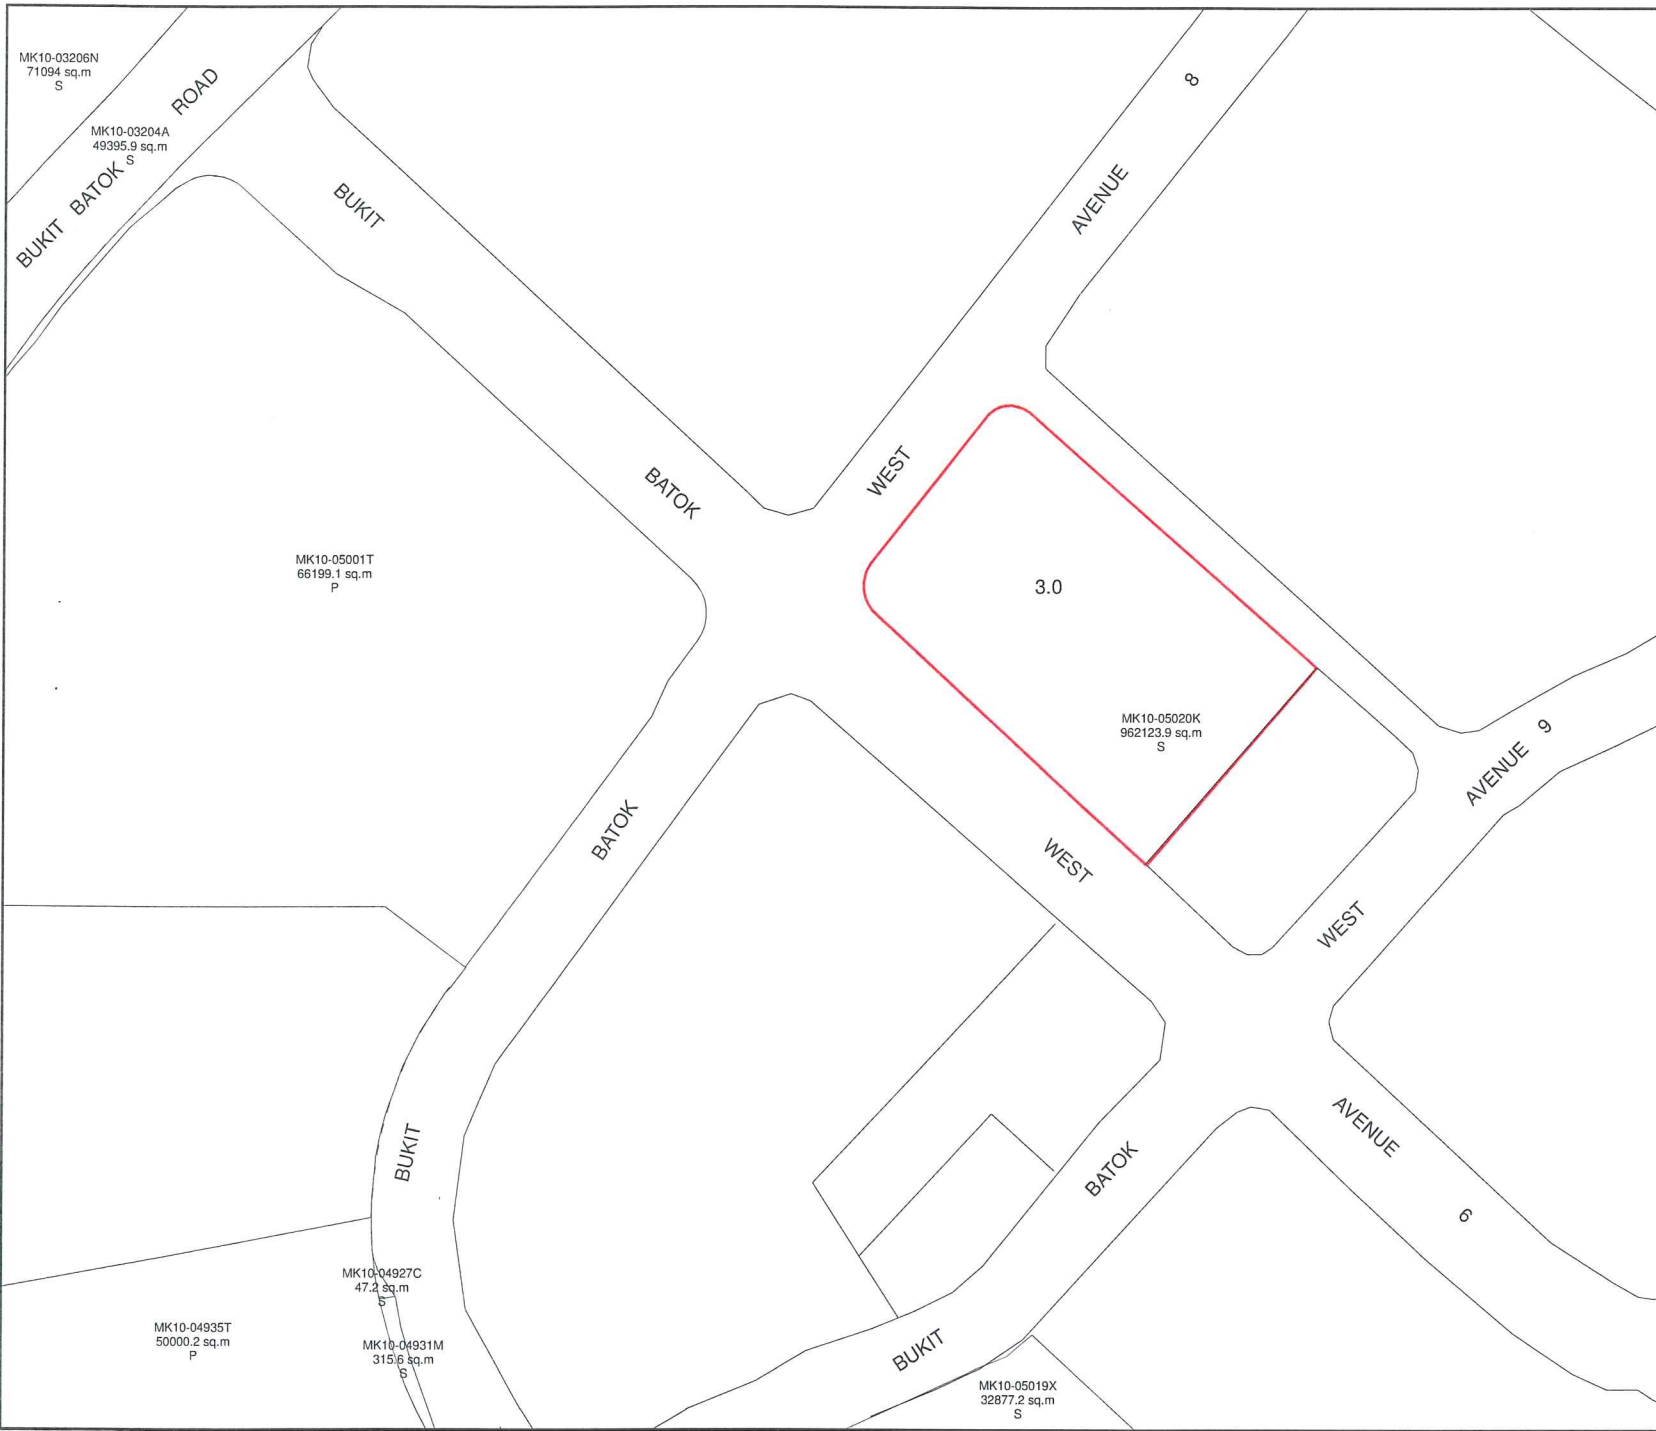 MK10-03206N
71094 sq.m
S
ROAD
8
MK10-03204A
49395.9 sq.m
S
BATOK
BUKIT
BUKIT
AVENUE
WEST
BATOK
MK10-05001T
66199.1 sq.m
P
3.0
MK10-05020K
962123.9 sq.m
S
9
AVENUE
BATOK
WEST
WEST
AVENUE
BUKIT
BATOK
6
MK10-04927C
47.2 sq.m
S
MK10-04935T
50000.2 sq.m
P
MK10-04931M
315.6 sq.m
S
BUKIT
MK10-05019X
32877.2 sq.m
S